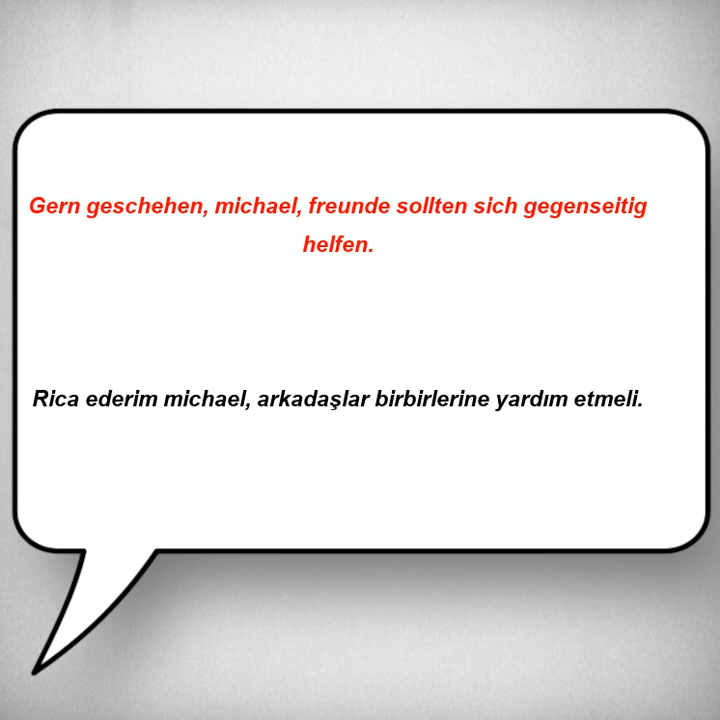 Gern geschehen, michael, freunde sollten sich gegenseitig
helfen.
Rica ederim michael, arkadaşlar birbirlerine yardım etmeli.